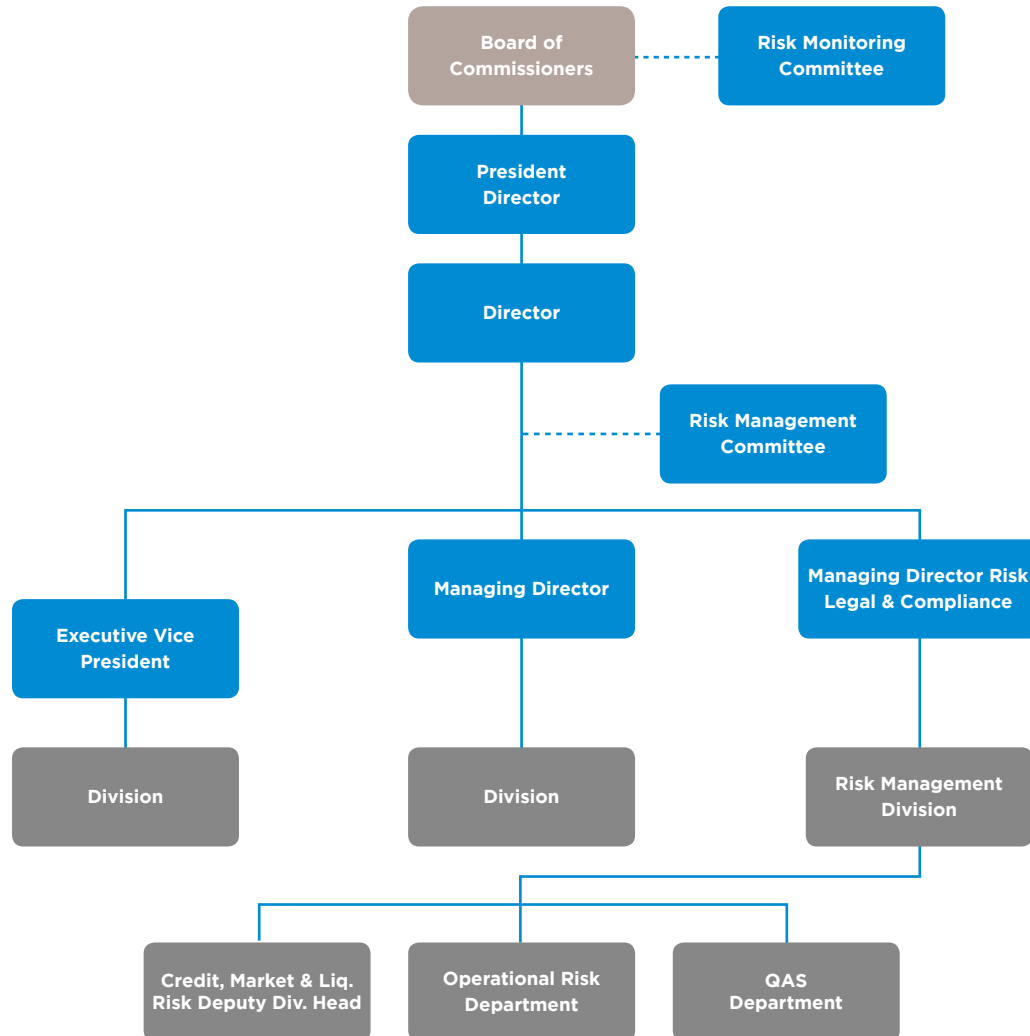 Board of
Commissioners
Risk Monitoring
Committee
President
Director
Director
Risk Management
Committee
Managing Director
Managing Director Risk
Legal & Compliance
Executive Vice
President
Division
Division
Risk Management
Division
Credit, Market & Liq.
Risk Deputy Div. Head
Operational Risk
Department
QAS
Department